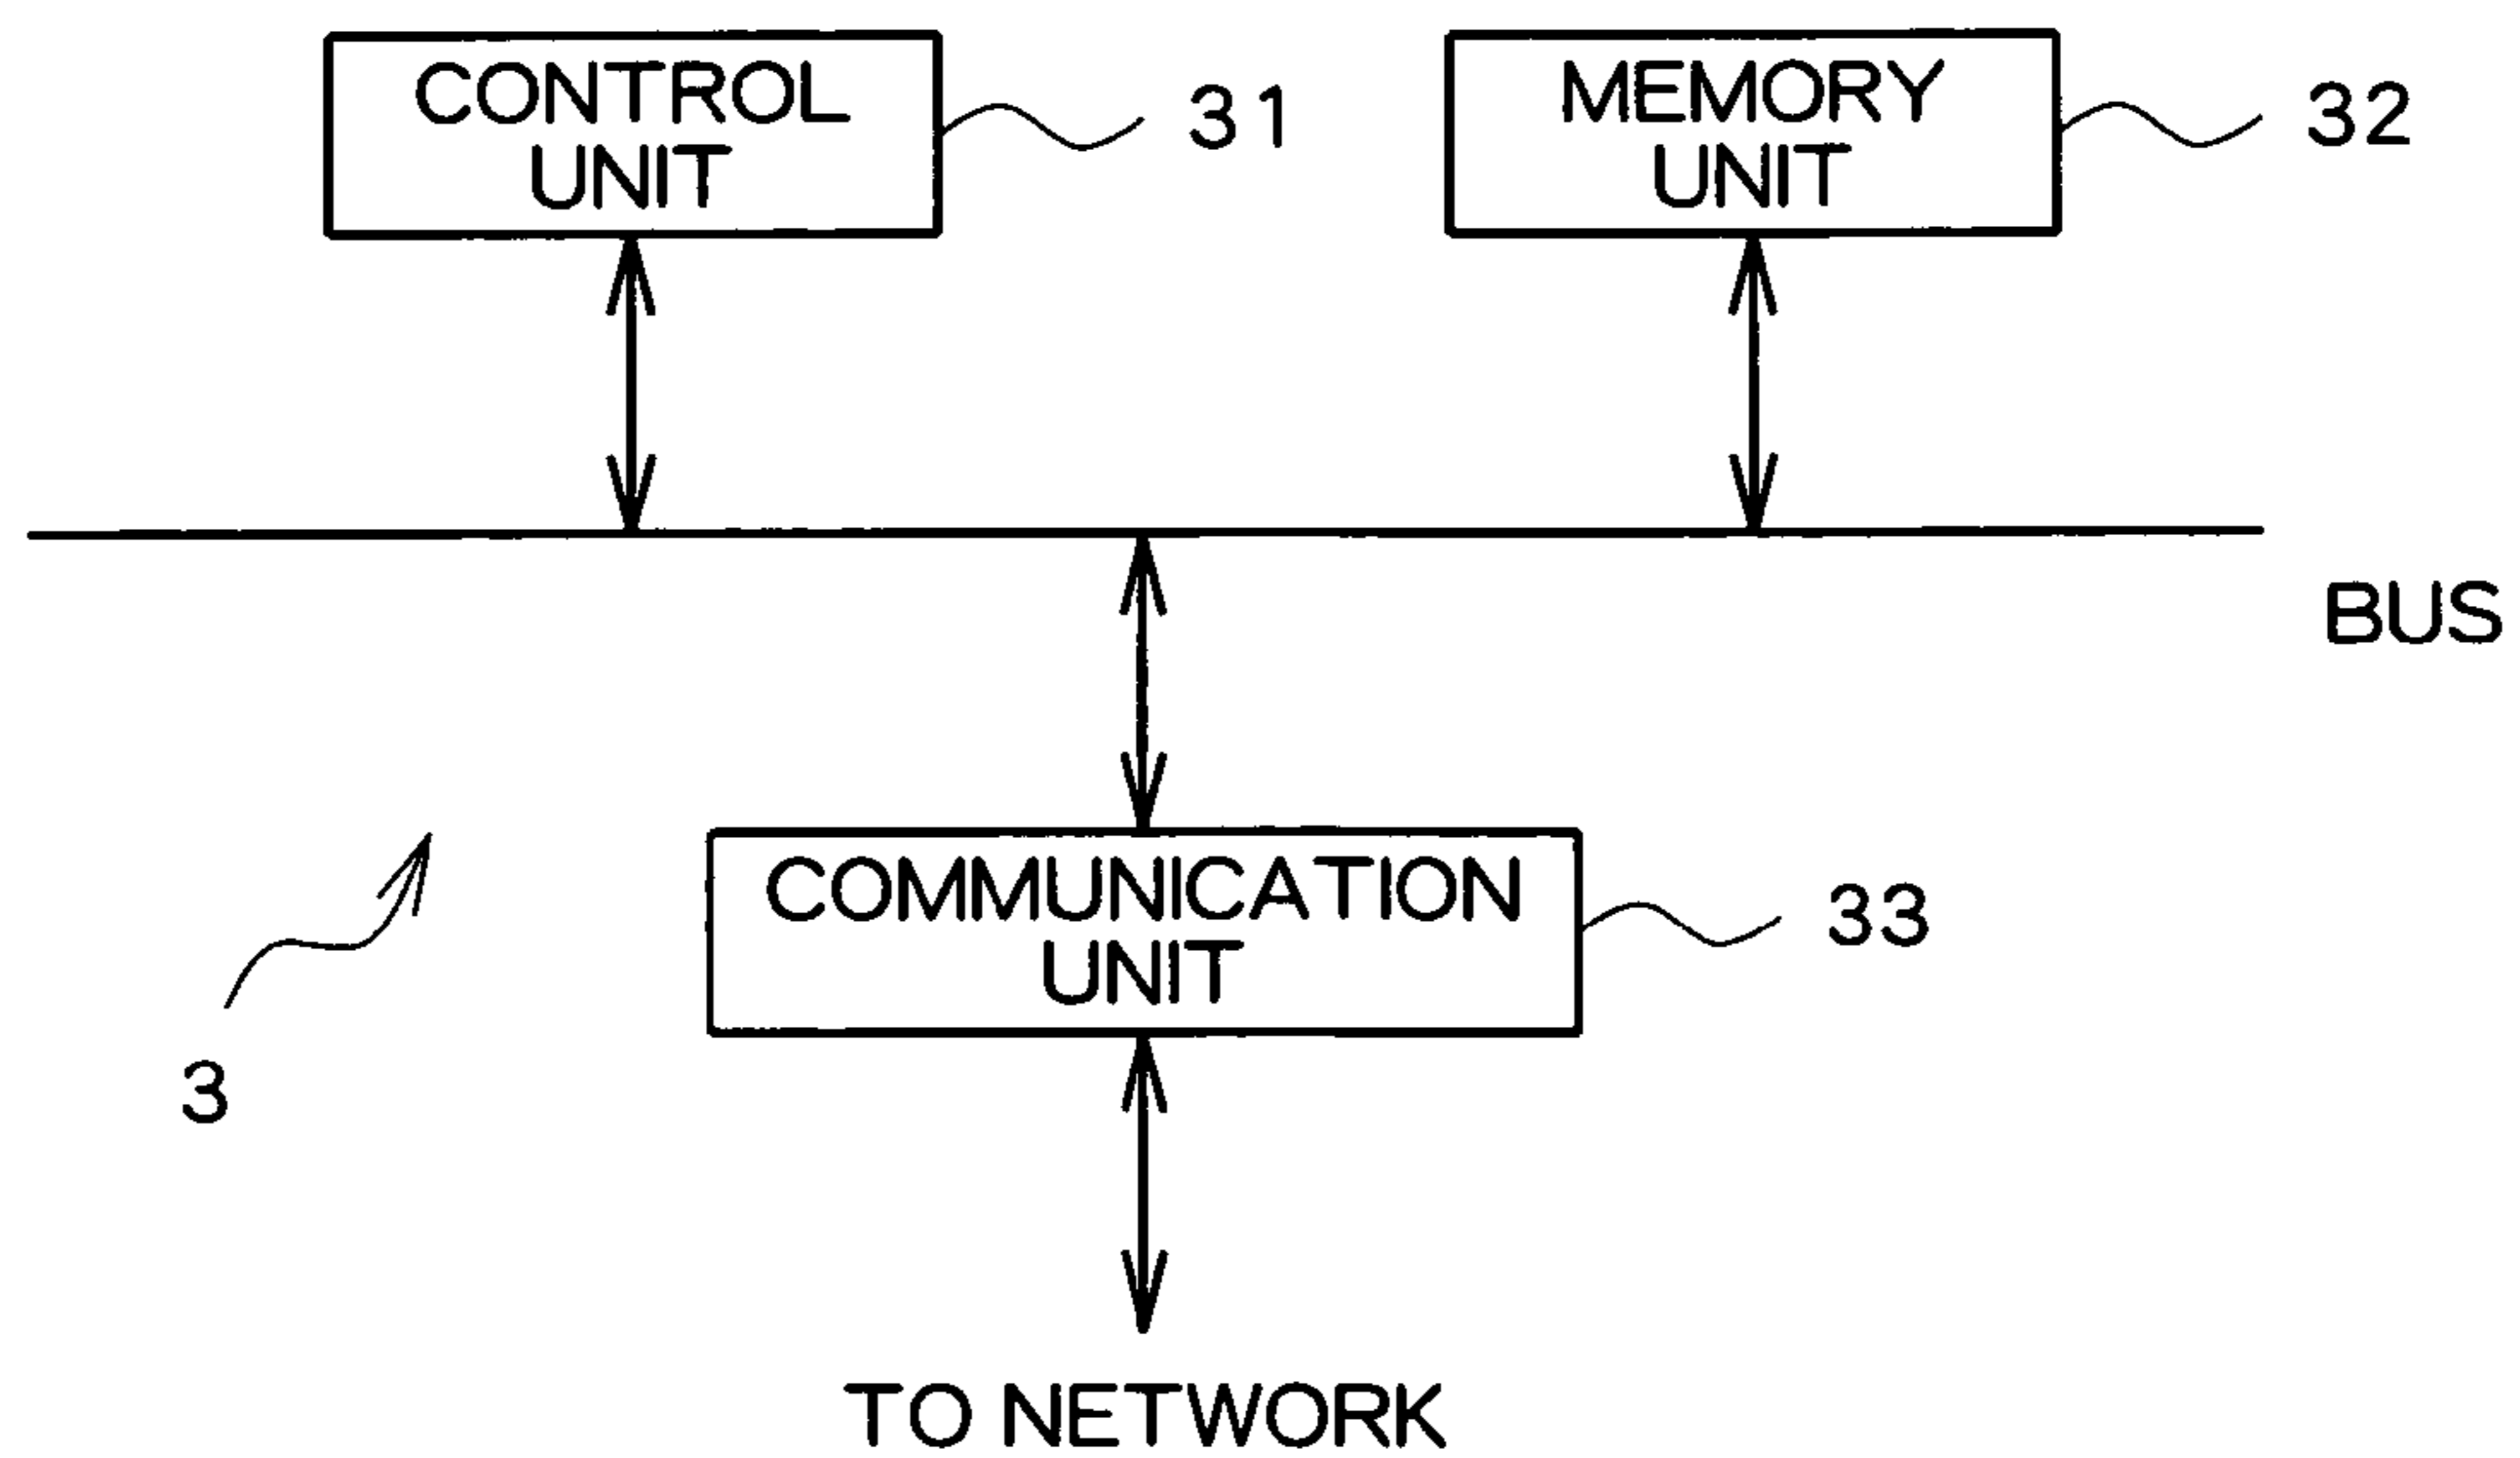 CONTROL
UNIT
31
MEMORY
UNIT
32
BUS
COMMUNICATION
UNIT
33
3
TO NETWORK